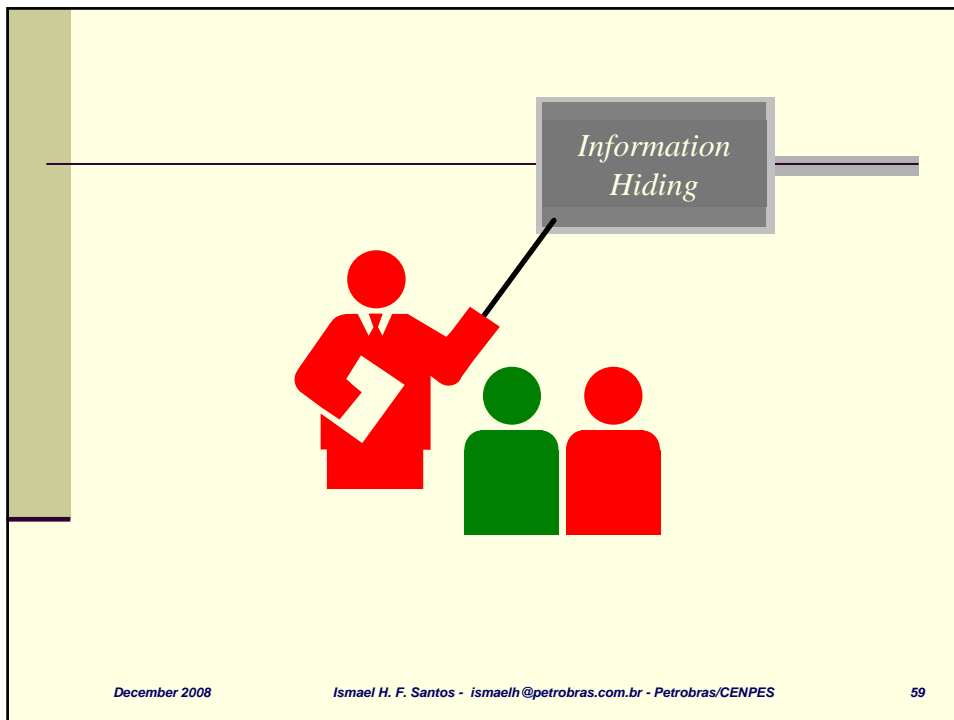 Information
Hiding
December 2008 Ismael H. F. Santos - ismaelh@petrobras.com.br - Petrobras/CENPES 59